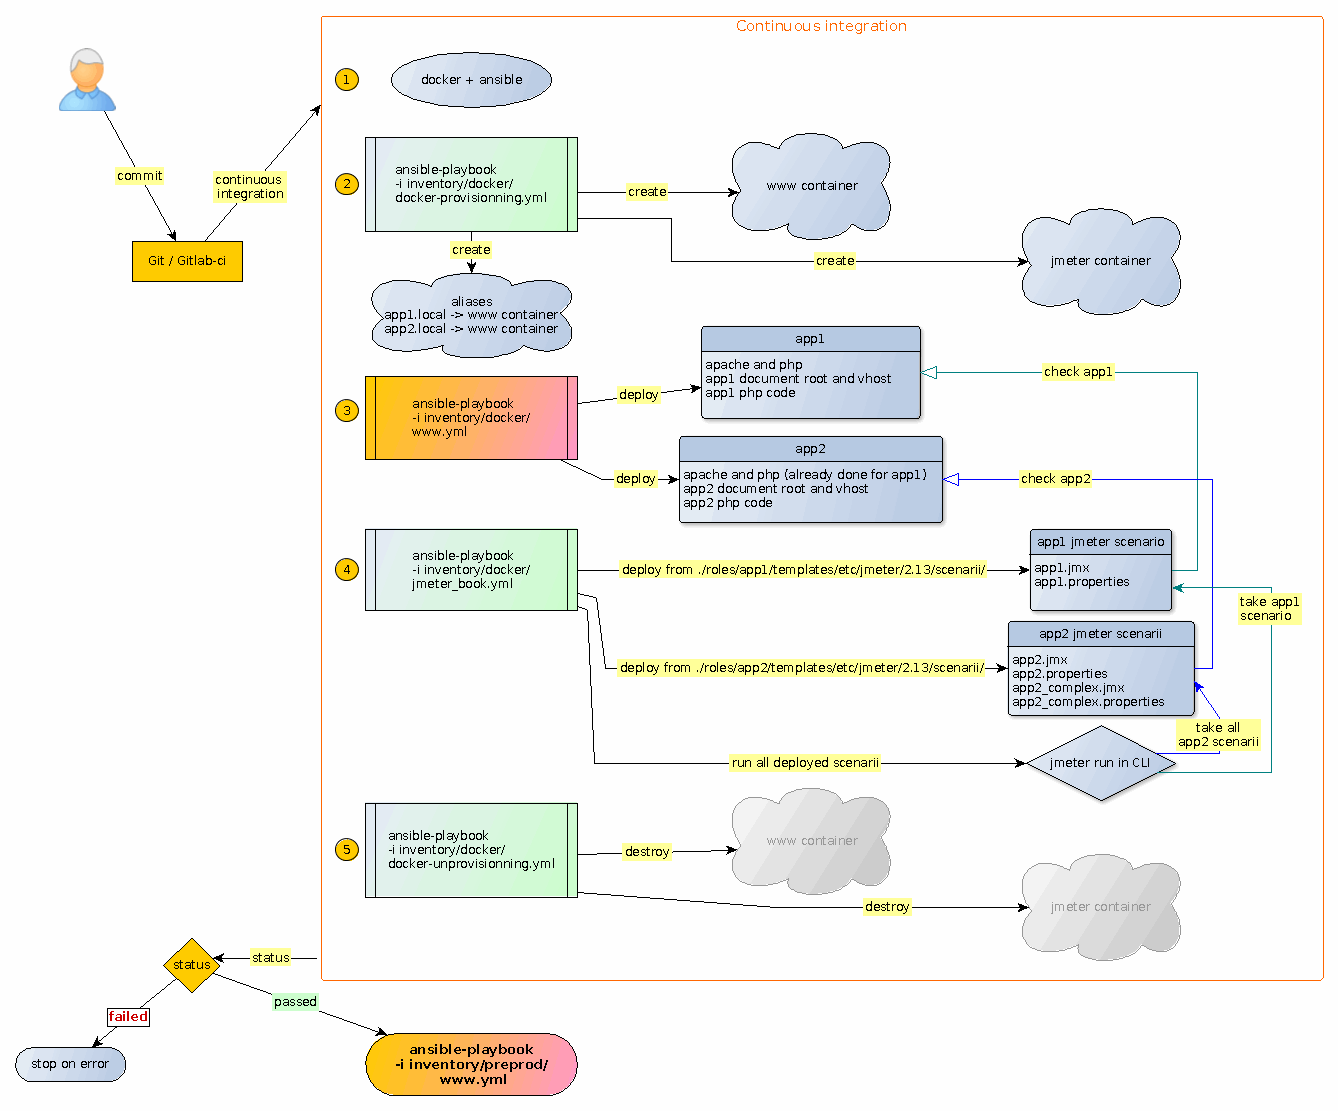 Continuous integration
1
docker + ansible
commit
continuous
integration
Git / Gitlab-ci
2
ansible-playbook
-i inventory/docker/
docker-provisionning.yml
create
www container
create
jmeter container
create
aliases
app1.local -> www container
app2.local -> www container
3
ansible-playbook
-i inventory/docker/
www.yml
deploy
app1
apache and php
app1 document root and vhost
app1 php code
check app1
deploy
app2
apache and php (already done for app1)
app2 document root and vhost
app2 php code
check app2
4
ansible-playbook
-i inventory/docker/
jmeter_book.yml
deploy from ./roles/app1/templates/etc/jmeter/2.13/scenarii/
app1 jmeter scenario
app1.jmx
app1.properties
take app1
scenario
deploy from ./roles/app2/templates/etc/jmeter/2.13/scenarii/
app2 jmeter scenarii
app2.jmx
app2.properties
app2_complex.jmx
app2_complex.properties
take all
app2 scenarii
run all deployed scenarii
jmeter run in CLI
5
ansible-playbook
-i inventory/docker/
docker-unprovisionning.yml
destroy
www container
destroy
jmeter container
status
status
passed
failed
stop on error
ansible-playbook
-i inventory/preprod/
www.yml